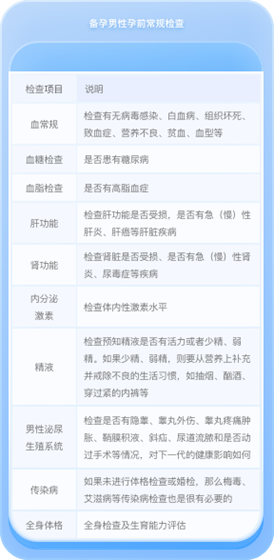 备孕男性孕前常规检查
检查项目 说明
血常规
检查有无病毒感染、白血病、组织坏死、
败血症、营养不良、贫血、血型等
血糖检查 是否患有糖尿病
血脂检查 是否有高脂血症
肝功能
检查肝功能是否受损，是否有急（慢）性
肝炎、肝癌等肝脏疾病
肾功能
检查肾脏是否受损、是否有急（慢）性肾
炎、尿毒症等疾病
内分泌
激素
检查体内性激素水平
精液
检查预知精液是否有活力或者少精、弱
精。如果少精、弱精，则要从营养上补充
并戒除不良的生活习惯，如抽烟、酗酒、
穿过紧的内裤等
男性泌尿
生殖系统
检查是否有隐睾、睾丸外伤、睾丸疼痛肿
胀、鞘膜积液、斜疝、尿道流脓和是否动
过手术等情况，对下一代的健康影响如何
传染病
如果未进行体格检查或婚检，那么梅毒、
艾滋病等传染病检查也是很有必要的
全身体格 全身检查及生育能力评估